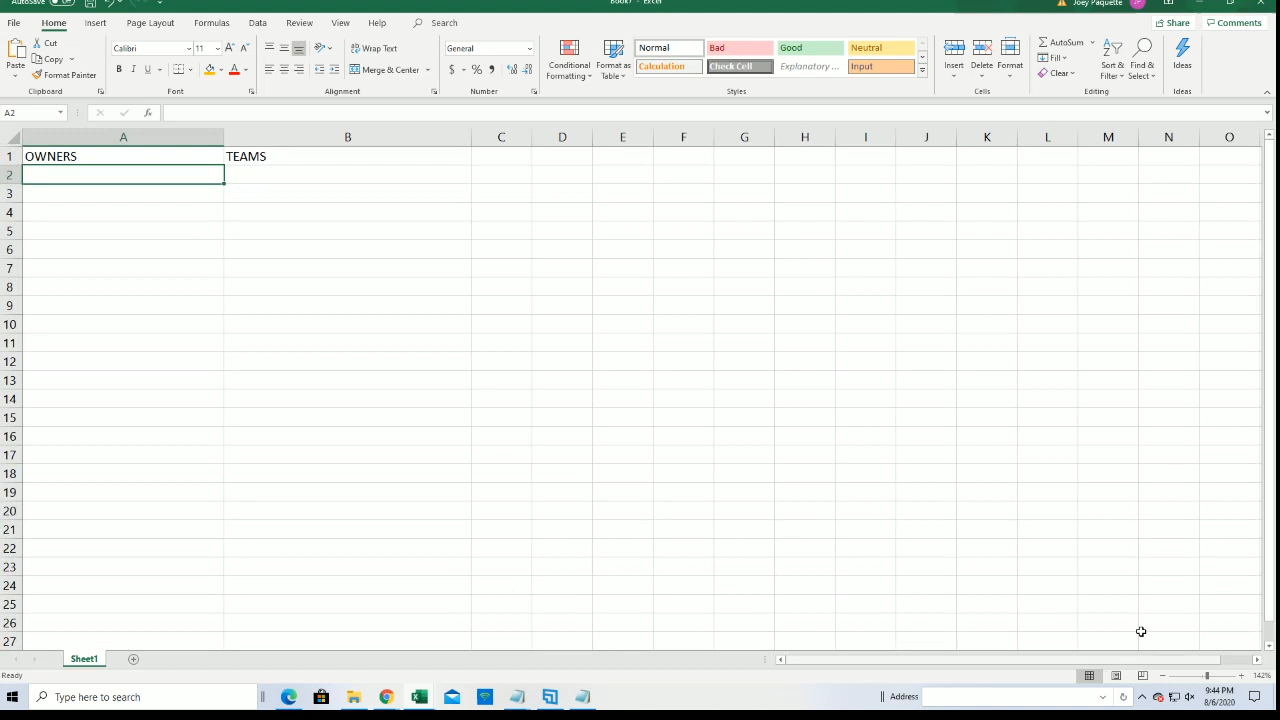 AutoSave Off Book7 - Excel Joey Paquette JP
File Home Insert Page Layout Formulas Data Review View Help Search Share Comments
Paste Cut Copy Format Painter Clipboard
Calibri 11 A A B I U A Font
Wrap Text Merge & Center Alignment
General $ % , Number
Conditional Formatting Format as Table
Normal Bad Good Neutral
Calculation Check Cell Explanatory ... Input
Styles
Insert Delete Format Cells
AutoSum Fill Clear Sort & Filter Find & Select Editing
Ideas Ideas
A2 fx
A B C D E F G H I J K L M N O
1 OWNERS TEAMS
2
3
4
5
6
7
8
9
10
11
12
13
14
15
16
17
18
19
20
21
22
23
24
25
26
27
Sheet1
Ready 142%
Type here to search Address 9:44 PM
8/6/2020